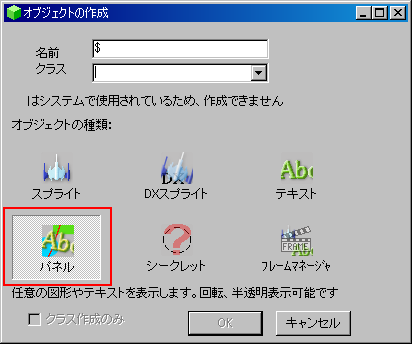 オブジェクトの作成
名前
$
クラス
はシステムで使用されているため、作成できません
オブジェクトの種類:
スプライト
DXスプライト
テキスト
パネル
シークレット
フレームマネージャ
任意の図形やテキストを表示します。回転、半透明表示可能です
クラス作成のみ
OK
キャンセル